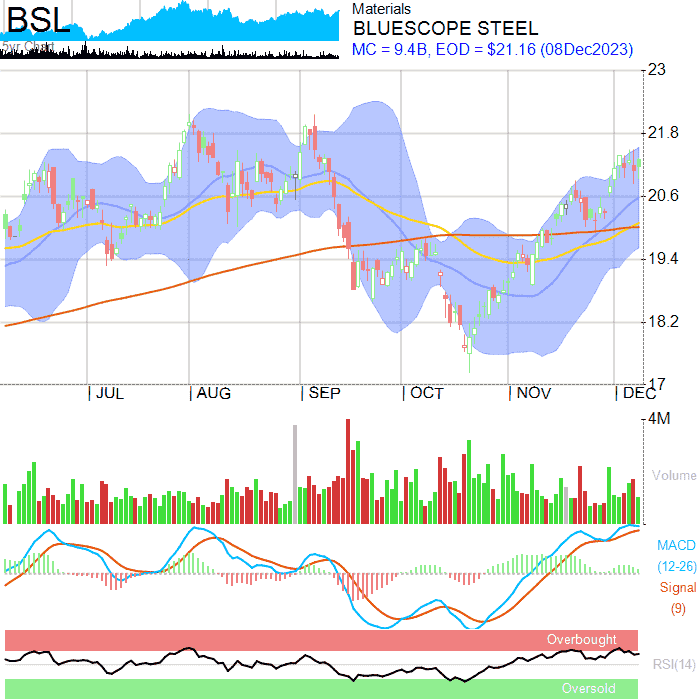 BSL
5yr Chart
Materials
BLUESCOPE STEEL
MC = 9.4B, EOD = $21.16 (08Dec2023)
23
21.8
20.6
19.4
18.2
17
JUL AUG SEP OCT NOV DEC
4M
Volume
MACD
(12-26)
Signal
(9)
Overbought
RSI(14)
Oversold